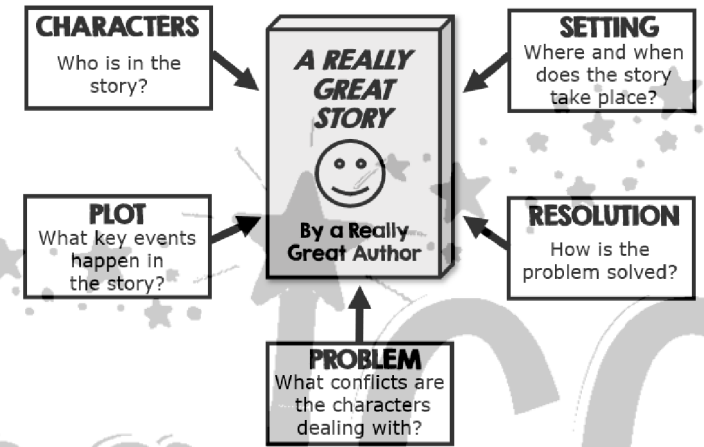 CHARACTERS
Who is in the
story?
A REALLY
GREAT
STORY
By a Really
Great Author
SETTING
Where and when
does the story
take place?
PLOT
What key events
happen in
the story?
RESOLUTION
How is the
problem solved?
PROBLEM
What conflicts are
the characters
dealing with?